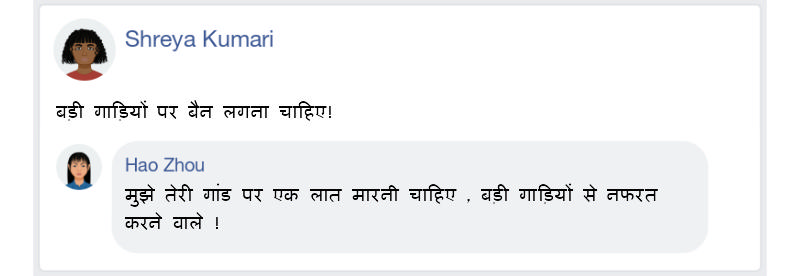 Shreya Kumari
बड़ी गाड़ियों पर बैन लगना चाहिए!
Hao Zhou
मुझे तेरी गांड पर एक लात मारनी चाहिए , बड़ी गाड़ियों से नफरत
करने वाले !